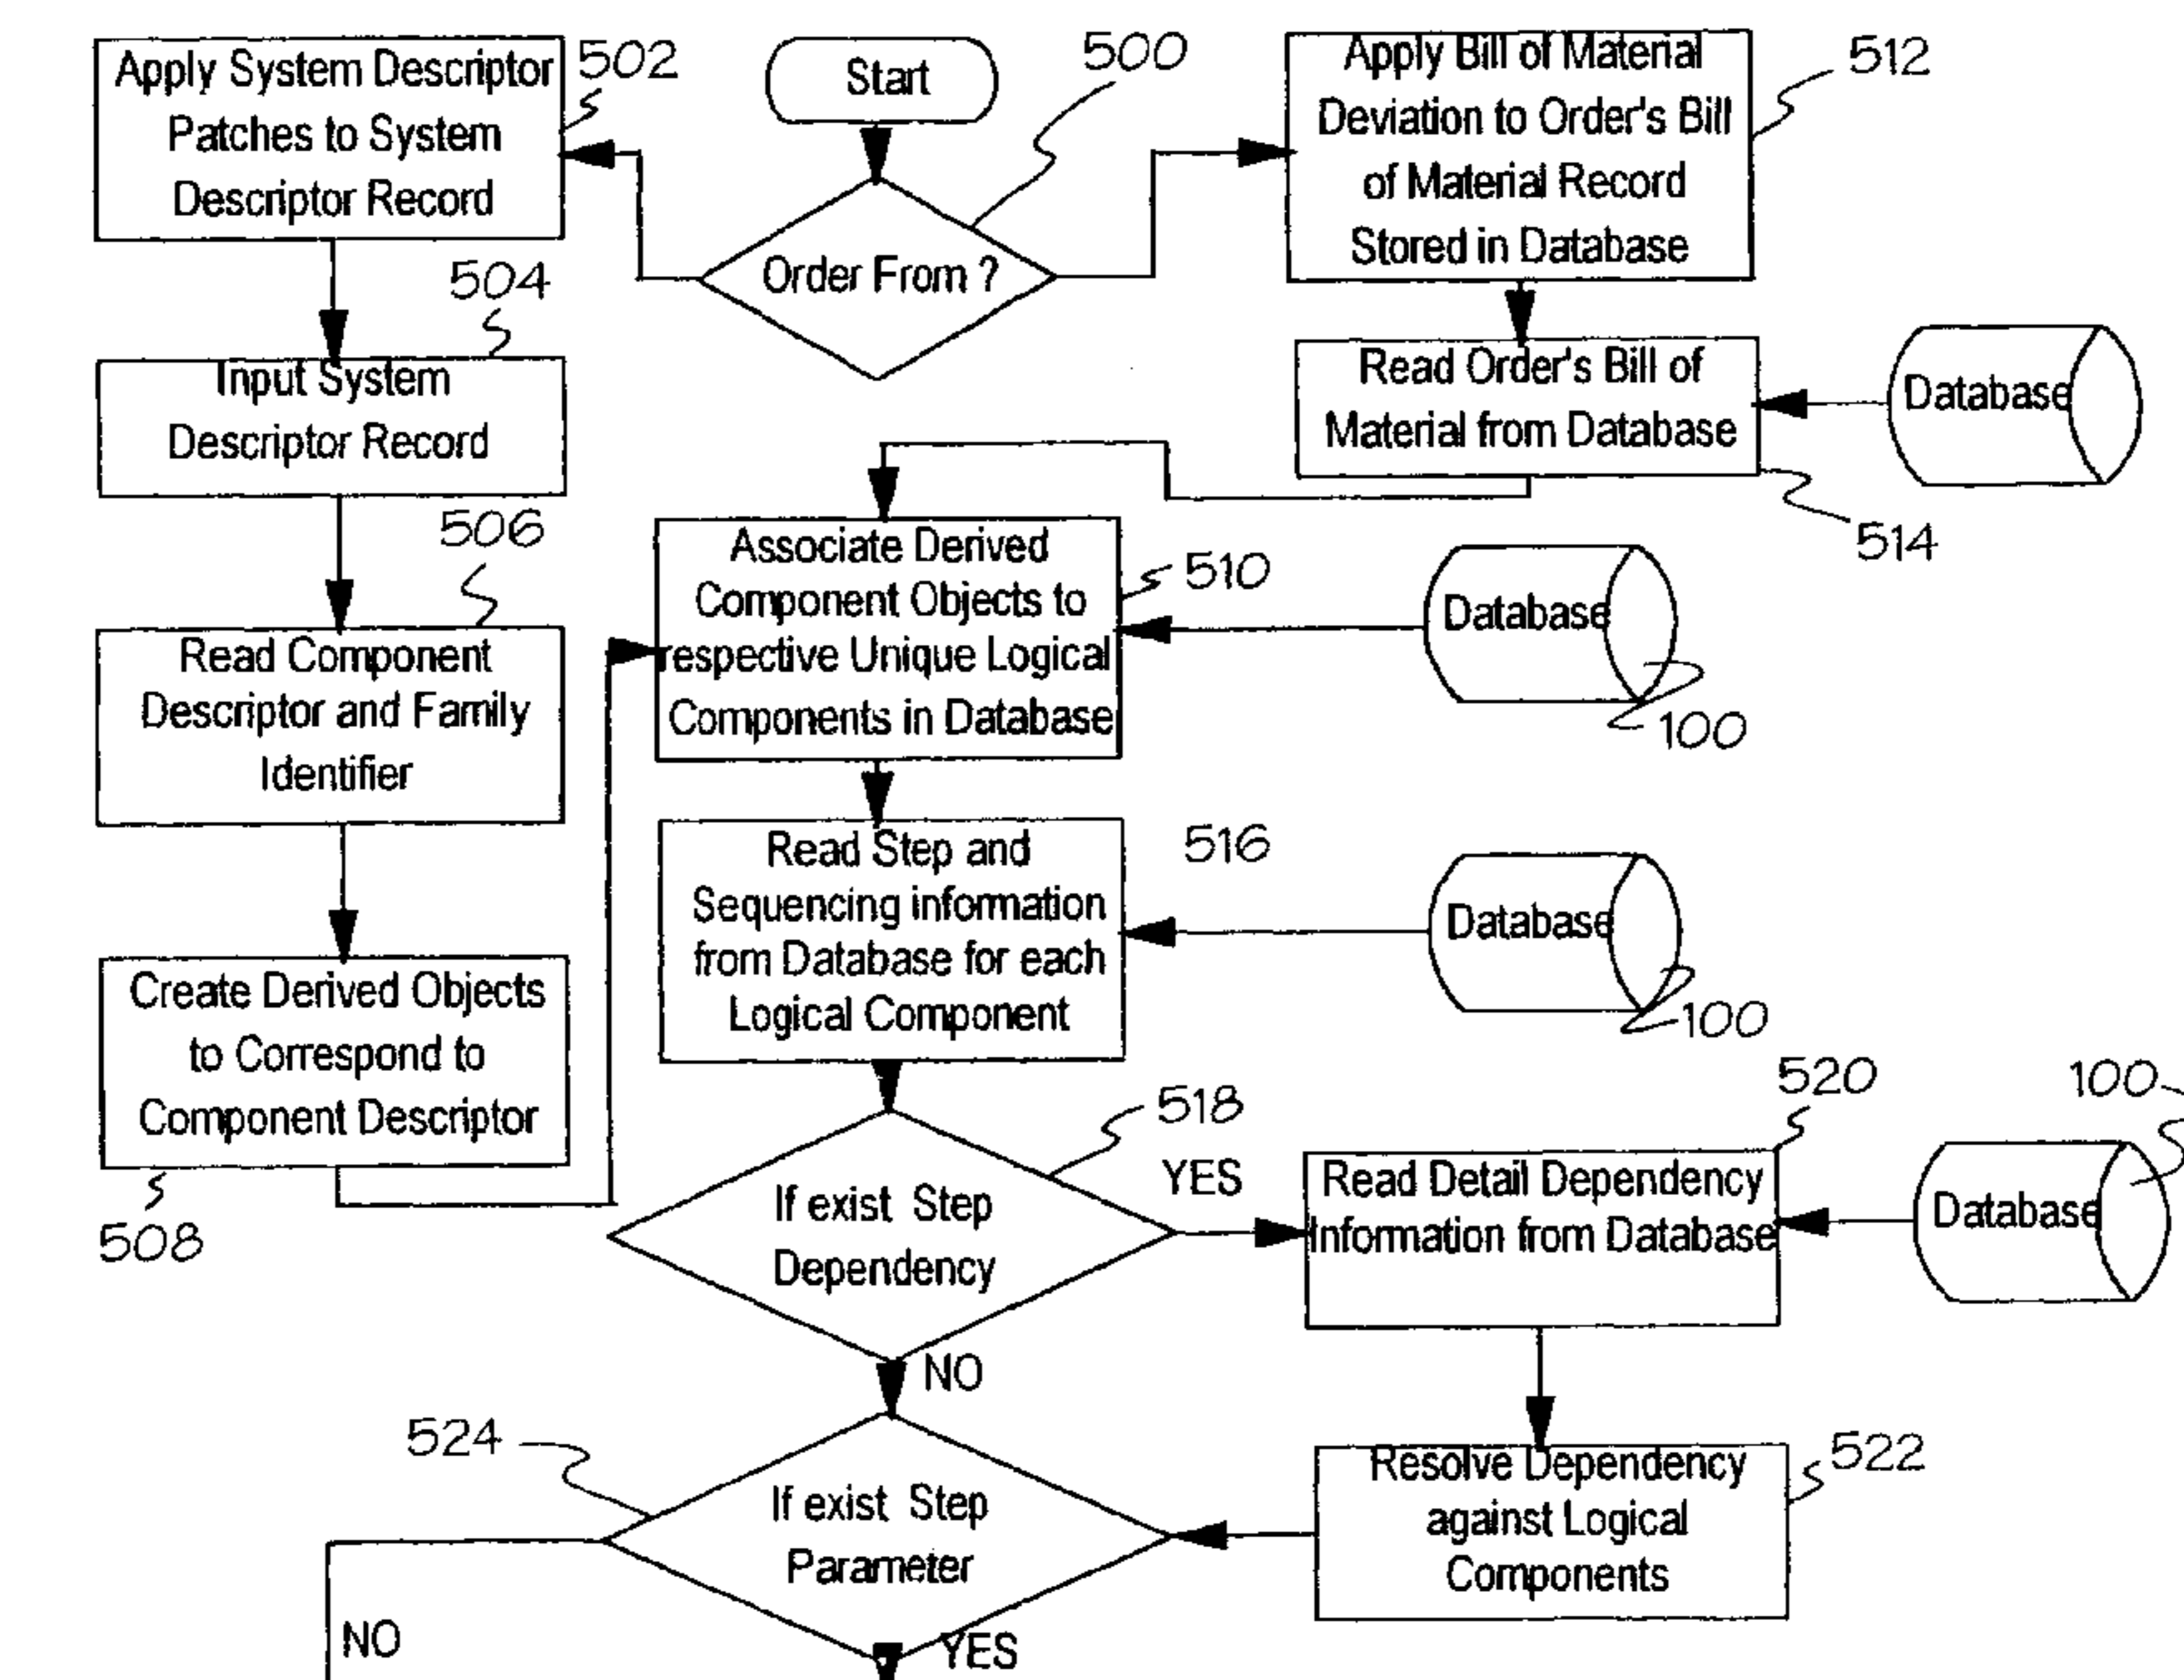 Apply System Descriptor
Patches to System
Descriptor Record
502
Start
500
Apply Bill of Material
Deviation to Order's Bill
of Material Record
Stored in Database
512
Order From ?
504
Input System
Descriptor Record
Read Order's Bill of
Material from Database
Database
514
506
Read Component
Descriptor and Family
Identifier
Associate Derived
Component Objects to
respective Unique Logical
Components in Database
510
Database
100
Read Step and
Sequencing information
from Database for each
Logical Component
516
Database
100
Create Derived Objects
to Correspond to
Component Descriptor
508
518
If exist Step
Dependency
YES
520
Read Detail Dependency
Information from Database
100
Database
NO
524
If exist Step
Parameter
522
Resolve Dependency
against Logical
Components
NO
YES